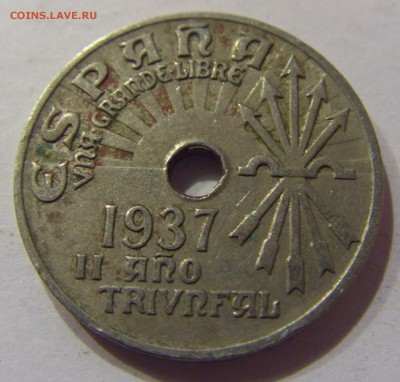 COINS.LAVE.RU
ESPAÑA
VNA·GRANDE·LIBRE
1937
II AÑO
TRIVNFAL